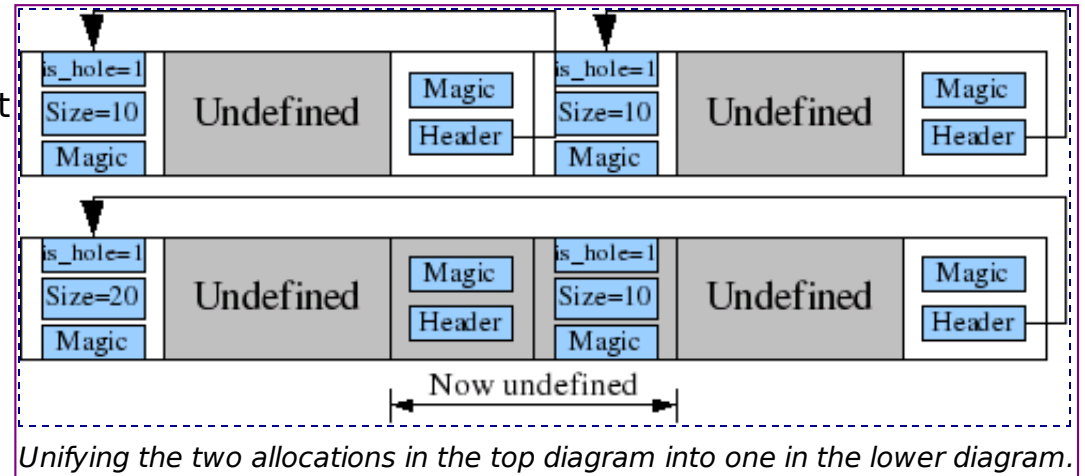 is_hole=1
Size=10
Magic
Undefined
Magic
Header
is_hole=1
Size=10
Magic
Undefined
Magic
Header
t
is_hole=1
Size=20
Magic
Undefined
Magic
Header
is_hole=1
Size=10
Magic
Undefined
Magic
Header
Now undefined
Unifying the two allocations in the top diagram into one in the lower diagram.